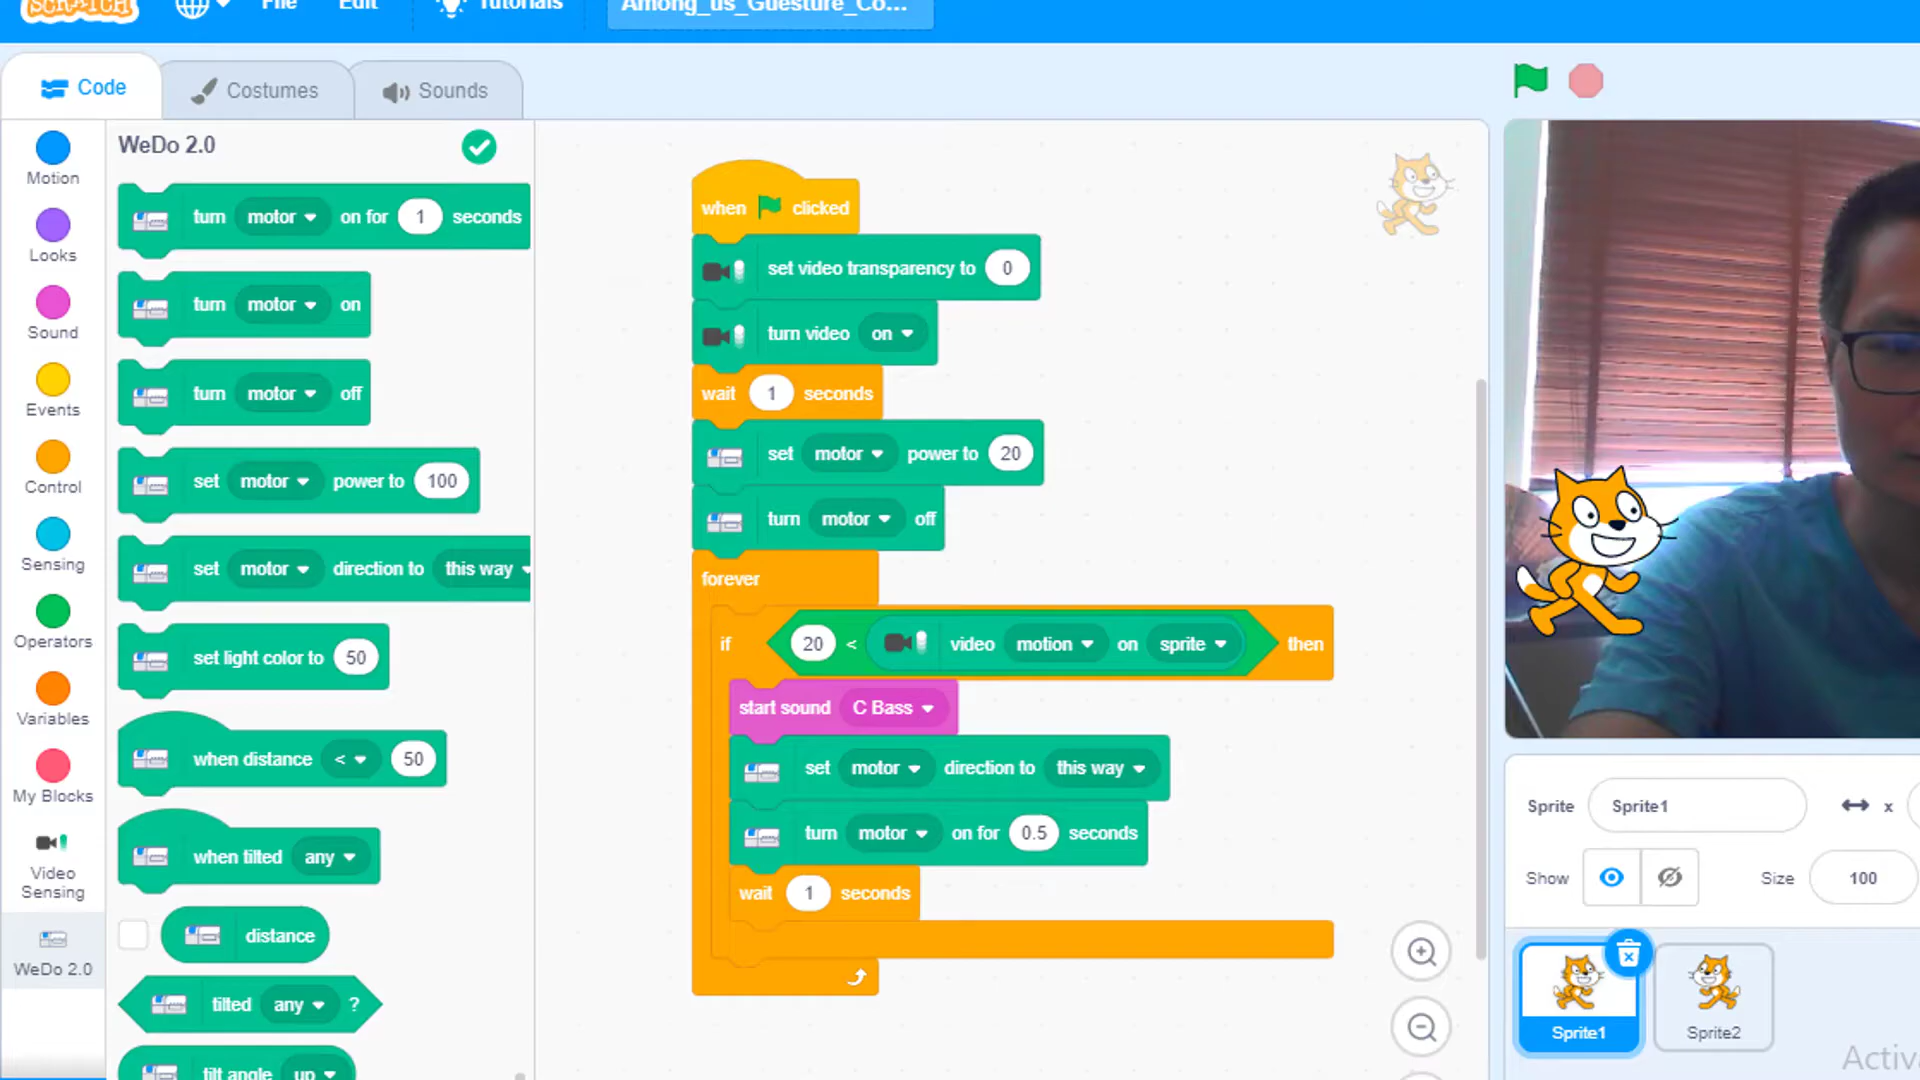 SCRATCH
File
Edit
Tutorials
Among_us_Guesture_Co...
Code
Costumes
Sounds
Motion
Looks
Sound
Events
Control
Sensing
Operators
Variables
My Blocks
Video
Sensing
WeDo 2.0
WeDo 2.0
turn motor on for 1 seconds
turn motor on
turn motor off
set motor power to 100
set motor direction to this way
set light color to 50
when distance < 50
when tilted any
distance
tilted any ?
tilt angle up
when clicked
set video transparency to 0
turn video on
wait 1 seconds
set motor power to 20
turn motor off
forever
if 20 < video motion on sprite then
start sound C Bass
set motor direction to this way
turn motor on for 0.5 seconds
wait 1 seconds
Sprite Sprite1 x
Show Size 100
Sprite1
Sprite2